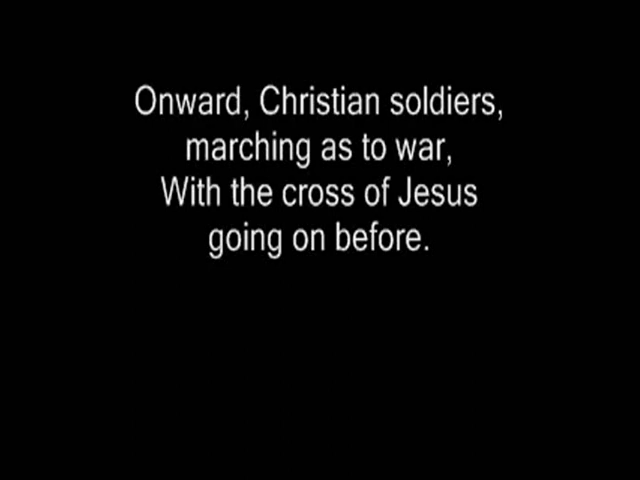 Onward, Christian soldiers,
marching as to war,
With the cross of Jesus
going on before.